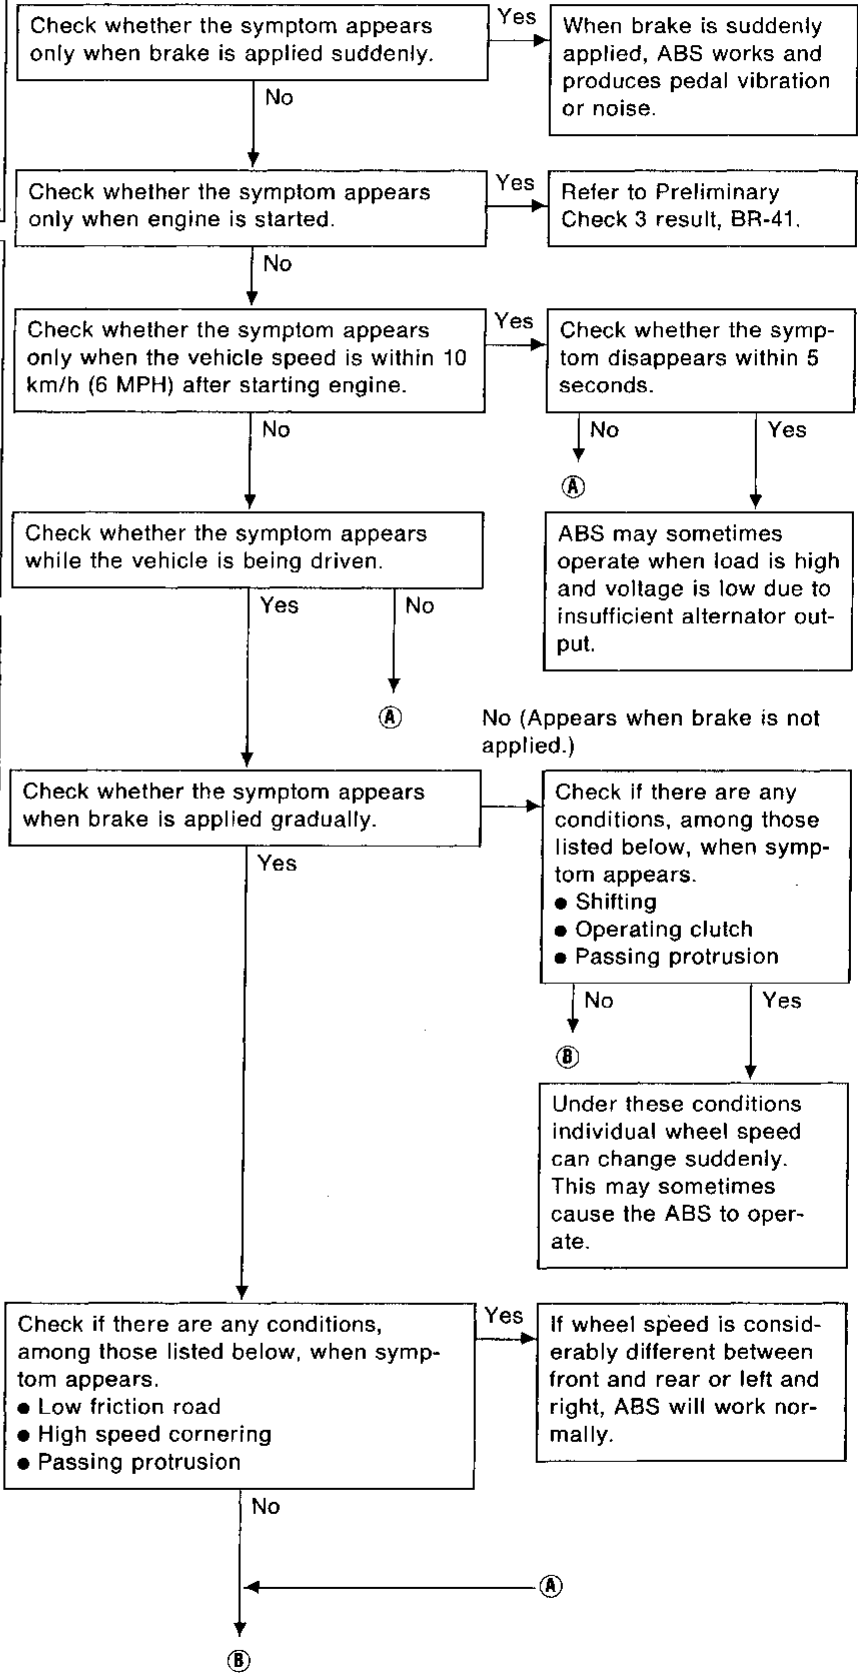 Check whether the symptom appears
only when brake is applied suddenly.
Yes
When brake is suddenly
applied, ABS works and
produces pedal vibration
or noise.
No
Check whether the symptom appears
only when engine is started.
Yes
Refer to Preliminary
Check 3 result, BR-41.
No
Check whether the symptom appears
only when the vehicle speed is within 10
km/h (6 MPH) after starting engine.
Yes
Check whether the symp-
tom disappears within 5
seconds.
No
No
Yes
A
Check whether the symptom appears
while the vehicle is being driven.
ABS may sometimes
operate when load is high
and voltage is low due to
insufficient alternator out-
put.
Yes
No
A
No (Appears when brake is not
applied.)
Check whether the symptom appears
when brake is applied gradually.
Check if there are any
conditions, among those
listed below, when symp-
tom appears.
● Shifting
● Operating clutch
● Passing protrusion
Yes
No
Yes
B
Under these conditions
individual wheel speed
can change suddenly.
This may sometimes
cause the ABS to oper-
ate.
Check if there are any conditions,
among those listed below, when symp-
tom appears.
● Low friction road
● High speed cornering
● Passing protrusion
Yes
If wheel speed is consid-
erably different between
front and rear or left and
right, ABS will work nor-
mally.
No
A
B